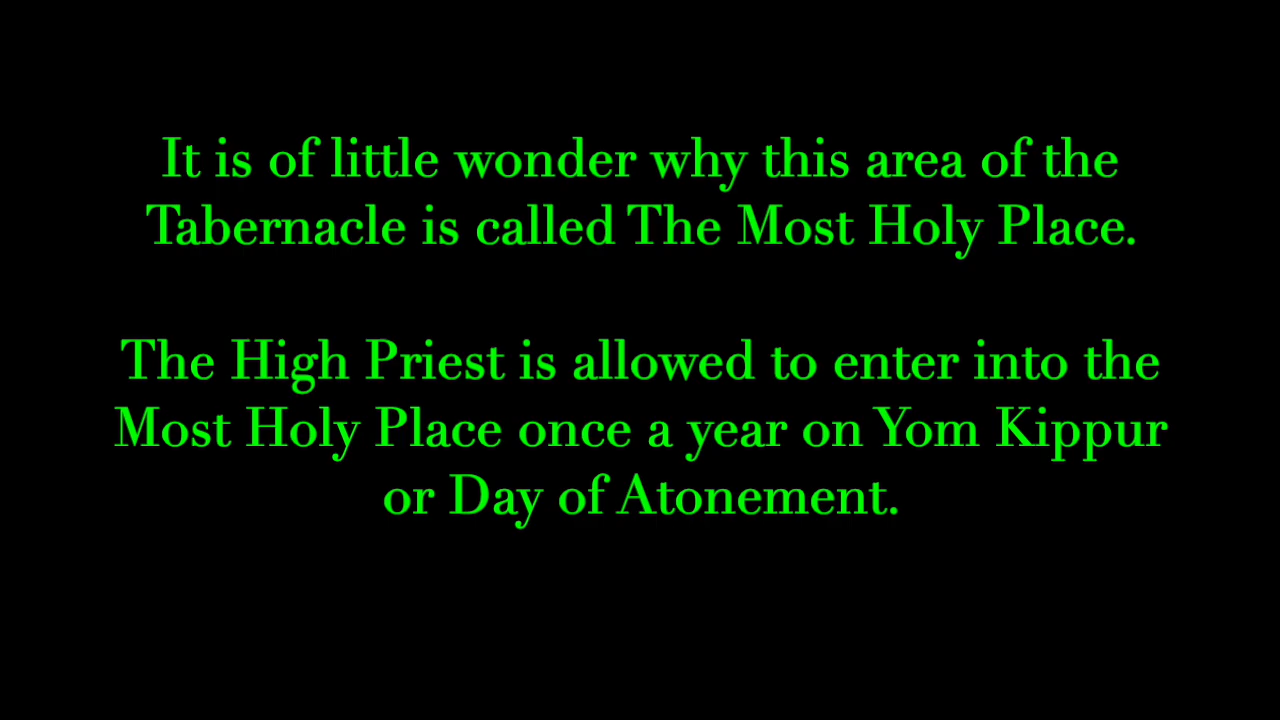 It is of little wonder why this area of the
Tabernacle is called The Most Holy Place.
The High Priest is allowed to enter into the
Most Holy Place once a year on Yom Kippur
or Day of Atonement.